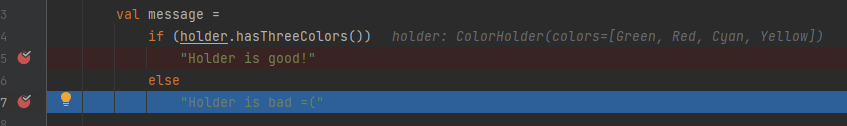 3 val message =
4 if (holder.hasThreeColors()) holder: ColorHolder(colors=[Green, Red, Cyan, Yellow])
5 "Holder is good!"
6 else
7 "Holder is bad =("
8